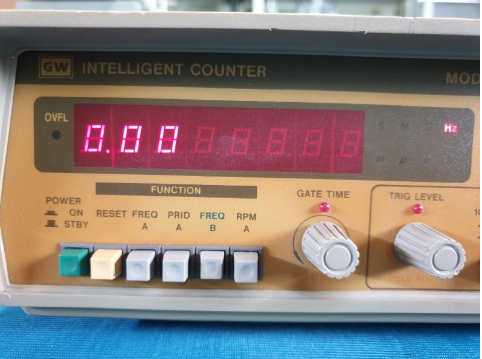 GW INTELLIGENT COUNTER MOD
OVFL
0.00
K M Hz
FUNCTION
POWER
ON
STBY
RESET FREQ A
PRID A
FREQ B
RPM A
GATE TIME
TRIG LEVEL
10